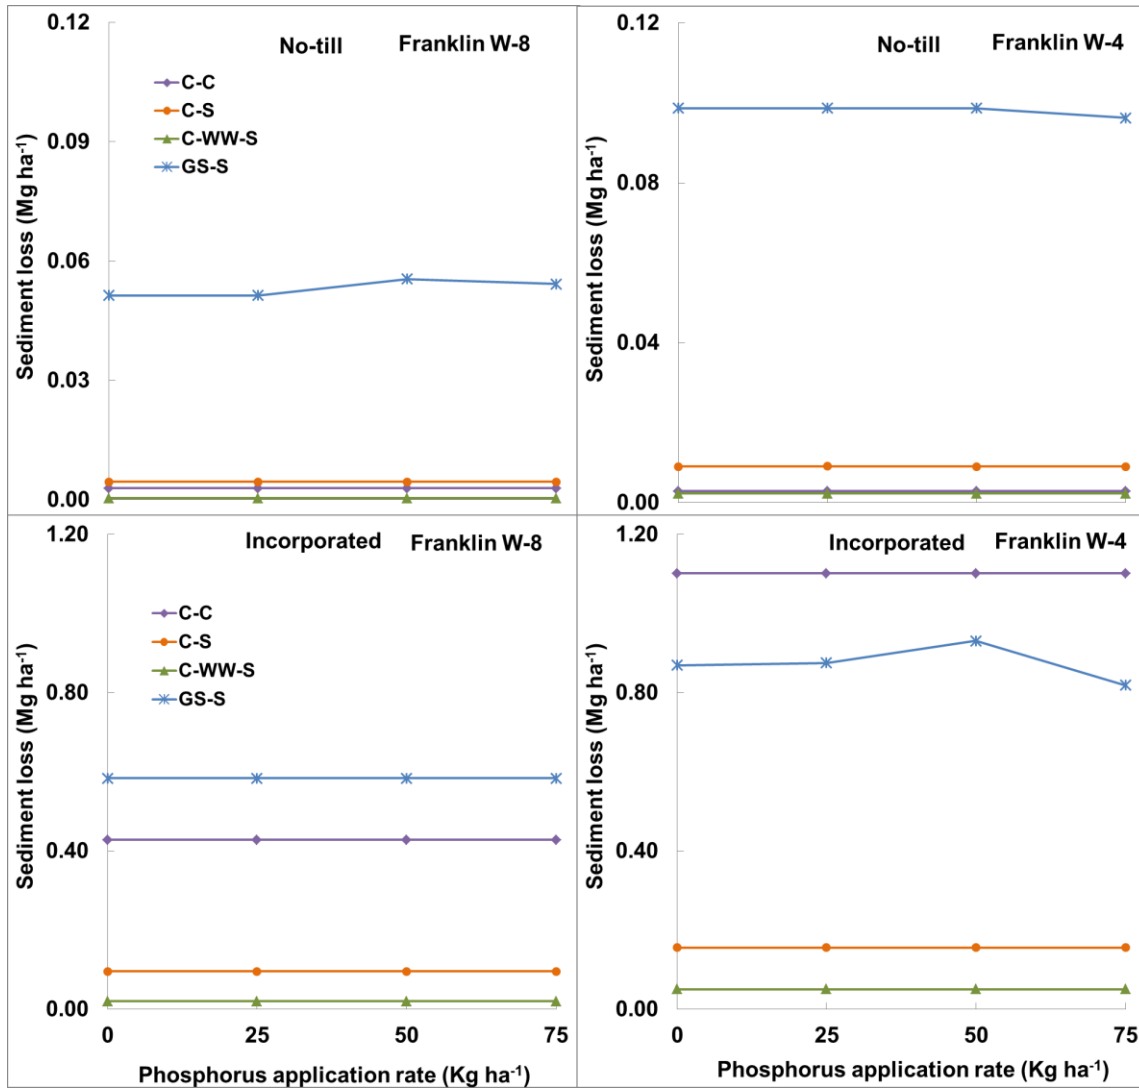 No-till Franklin W-8
C-C
C-S
C-WW-S
GS-S
Sediment loss (Mg ha⁻¹)
0.12
0.09
0.06
0.03
0.00
No-till Franklin W-4
Sediment loss (Mg ha⁻¹)
0.12
0.08
0.04
0.00
Incorporated Franklin W-8
C-C
C-S
C-WW-S
GS-S
Sediment loss (Mg ha⁻¹)
1.20
0.80
0.40
0.00
0 25 50 75
Phosphorus application rate (Kg ha⁻¹)
Incorporated Franklin W-4
Sediment loss (Mg ha⁻¹)
1.20
0.80
0.40
0.00
0 25 50 75
Phosphorus application rate (Kg ha⁻¹)